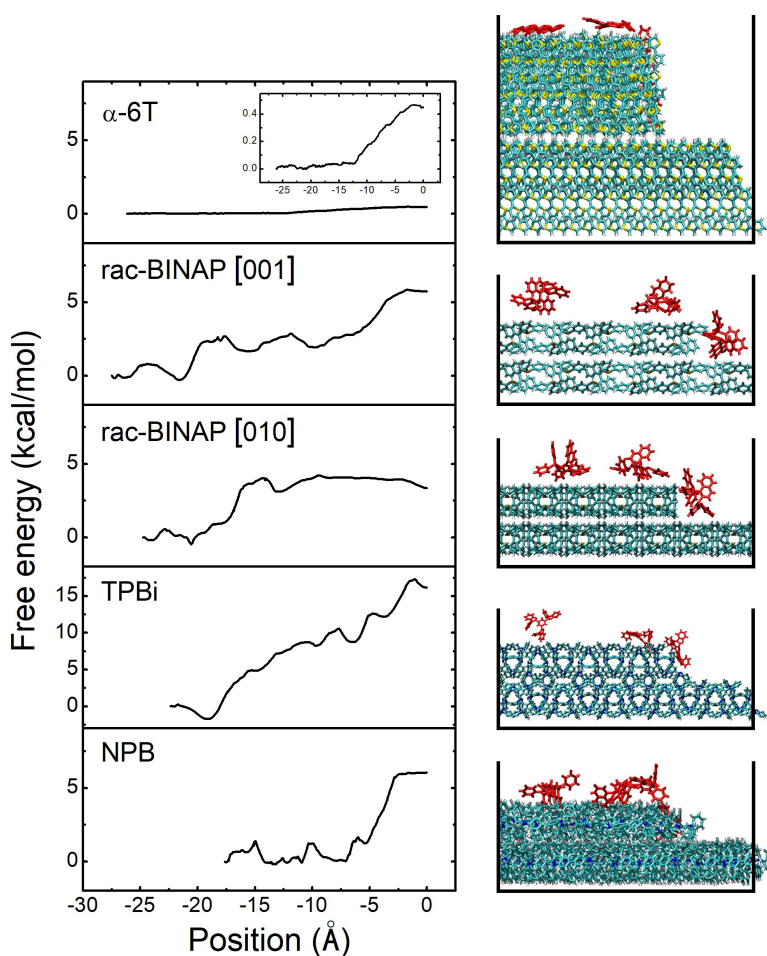 α-6T
5
0
0.4
0.2
0.0
-25 -20 -15 -10 -5 0
rac-BINAP [001]
5
0
rac-BINAP [010]
5
0
Free energy (kcal/mol)
TPBi
15
10
5
0
NPB
5
0
-30 -25 -20 -15 -10 -5 0
Position (Å)